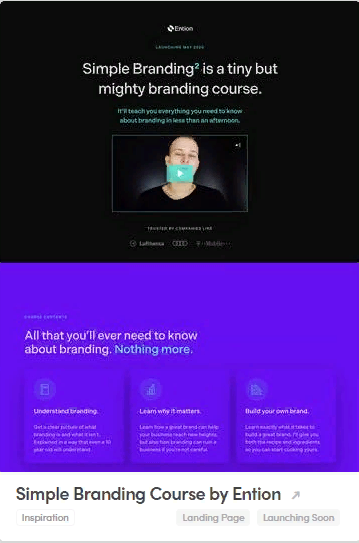 Ention
LAUNCHING MAY 2020
Simple Branding² is a tiny but
mighty branding course.
It'll teach you everything you need to know
about branding in less than an afternoon.
TRUSTED BY COMPANIES LIKE
Lufthansa T··Mobile··
COURSE CONTENTS
All that you'll ever need to know
about branding. Nothing more.
Understand branding.
Get a clear picture of what
branding is and what it isn't.
Explained in a way that even a 10
year old will understand.
Learn why it matters.
Learn how a great brand can help
your business reach new heights,
but also how branding can ruin a
business if you're not careful.
Build your own brand.
Learn exactly what it takes to
build a great brand. I'll give you
both the recipe and ingredients
so you can start cooking yours.
Simple Branding Course by Ention ↗
Inspiration
Landing Page
Launching Soon